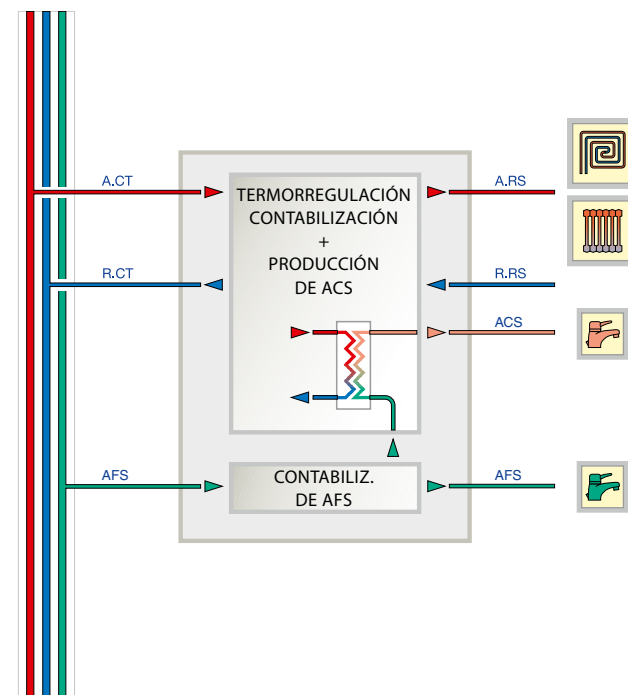 A.CT
TERMORREGULACIÓN
CONTABILIZACIÓN
+
PRODUCCIÓN
DE ACS
A.RS
R.CT
R.RS
ACS
AFS
CONTABILIZ.
DE AFS
AFS